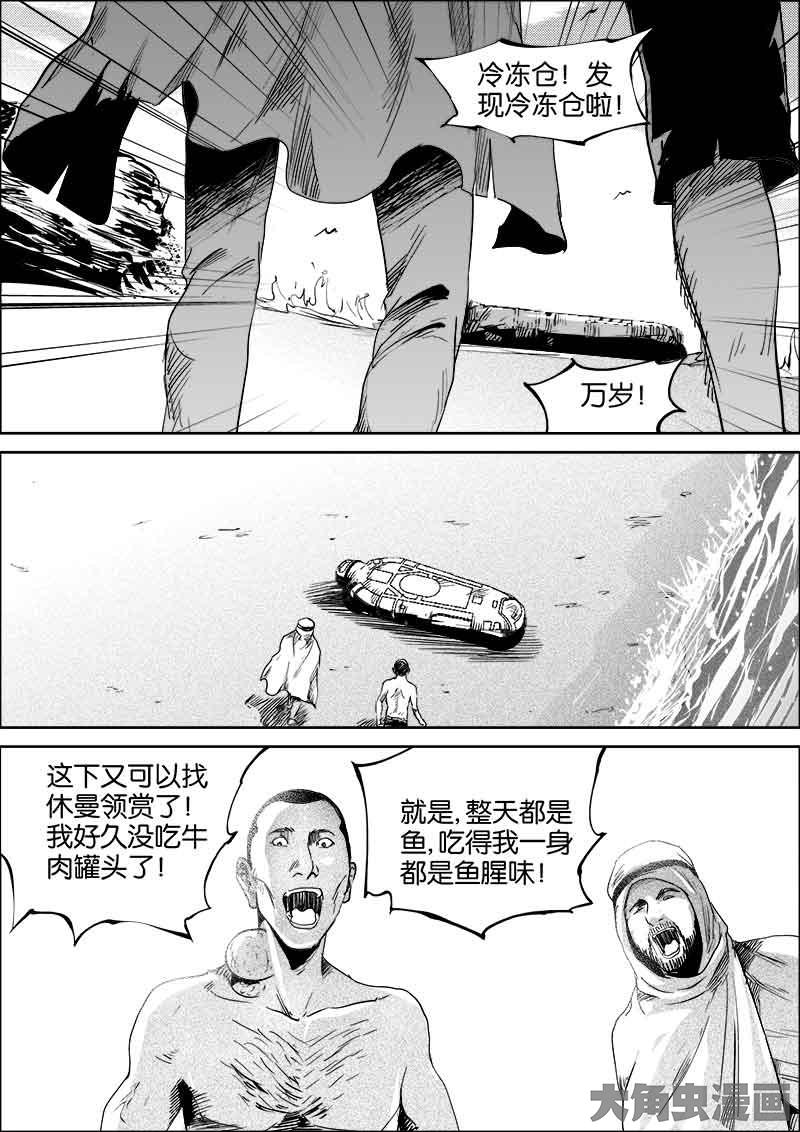 冷冻仓！发
现冷冻仓啦！
万岁！
这下又可以找
休曼领赏了！
我好久没吃牛
肉罐头了！
就是，整天都是
鱼，吃得我一身
都是鱼腥味！
大角虫漫画